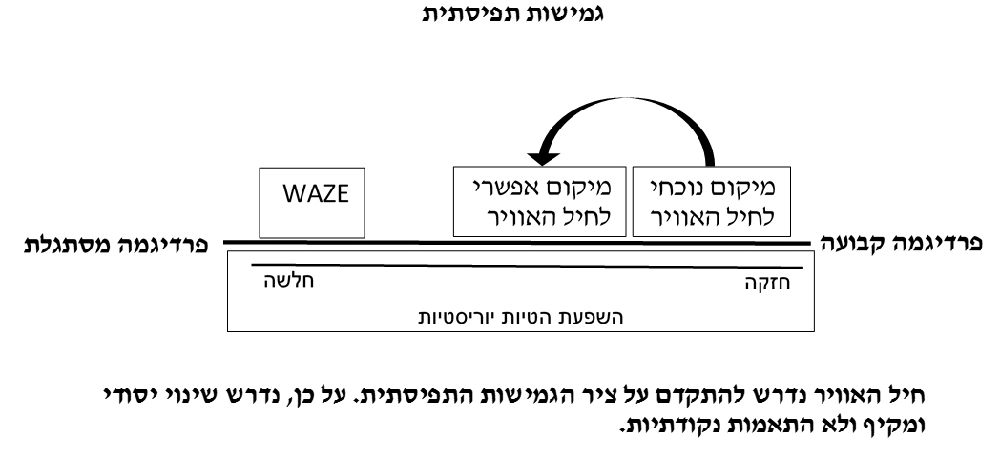 גמישות תפיסתית
מיקום נוכחי
לחיל האוויר
מיקום אפשרי
לחיל האוויר
WAZE
פרדיגמה קבועה
פרדיגמה מסתגלת
חזקה
חלשה
השפעת הטיות יוריסטיות
חיל האוויר נדרש להתקדם על ציר הגמישות התפיסתית. על כן, נדרש שינוי יסודי
ומקיף ולא התאמות נקודתיות.